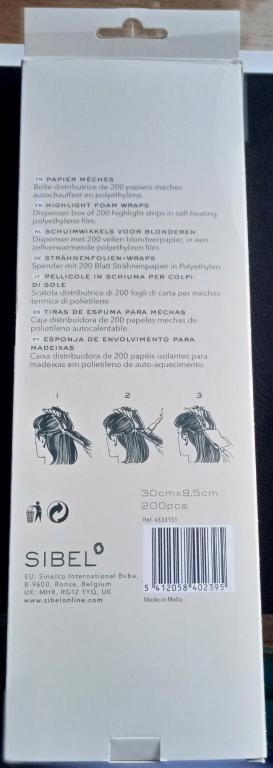 FR PAPIER MÈCHES
Boîte distributrice de 200 papiers mèches
autochauffant en polyéthylène.
EN HIGHLIGHT FOAM WRAPS
Dispenser box of 200 highlight strips in self-heating
polyethylene film.
NL SCHUIMWIKKELS VOOR BLONDEREN
Dispenser met 200 vellen blondeerpapier, in een
zelfverwarmende polyethyleen film.
DE STRÄHNENFOLIEN-WRAPS
Spender mit 200 Blatt Strähnenpapier in Polyethylen.
IT PELLICOLE IN SCHIUMA PER COLPI
DI SOLE
Scatola distributrice di 200 fogli di carta per mèches
termica di polietilene.
ES TIRAS DE ESPUMA PARA MECHAS
Caja distribuidora de 200 papeles mechas de
polietileno autocalentable.
PT ESPONJA DE ENVOLVIMENTO PARA
MADEIXAS
Caixa distribuidora de 200 papéis isolantes para
madeixas em polietileno de auto-aquecimento.
1 2 3
30cmx9,5cm
200pcs
Ref. 4333151
SIBEL
EU: Sinelco International Bvba,
B-9600, Ronse, Belgium
UK: MHR, RG12 1YQ, UK
www.sibelonline.com
5 412058 402395
Made in Malta